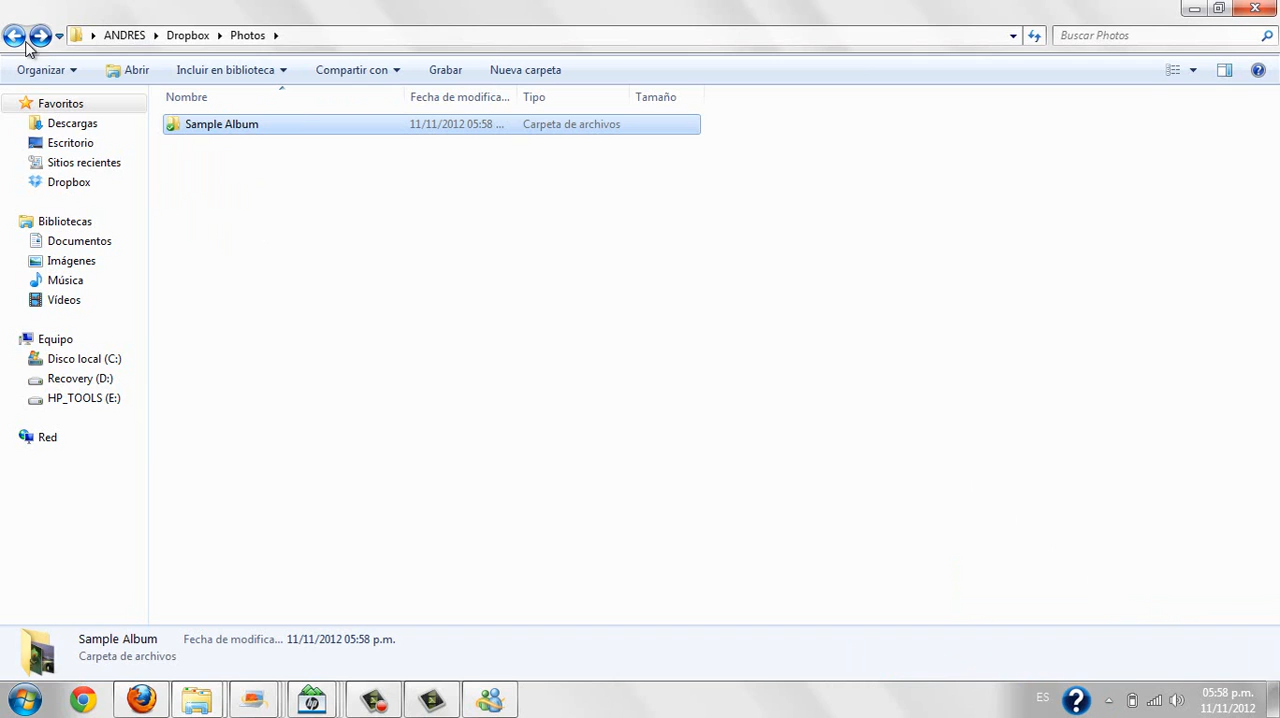 ANDRES Dropbox Photos
Buscar Photos
Organizar Abrir Incluir en biblioteca Compartir con Grabar Nueva carpeta
Nombre Fecha de modifica... Tipo Tamaño
Sample Album 11/11/2012 05:58 ... Carpeta de archivos
Favoritos
Descargas
Escritorio
Sitios recientes
Dropbox
Bibliotecas
Documentos
Imágenes
Música
Vídeos
Equipo
Disco local (C:)
Recovery (D:)
HP_TOOLS (E:)
Red
Sample Album Fecha de modifica... 11/11/2012 05:58 p.m.
Carpeta de archivos
hp
ES
05:58 p.m.
11/11/2012